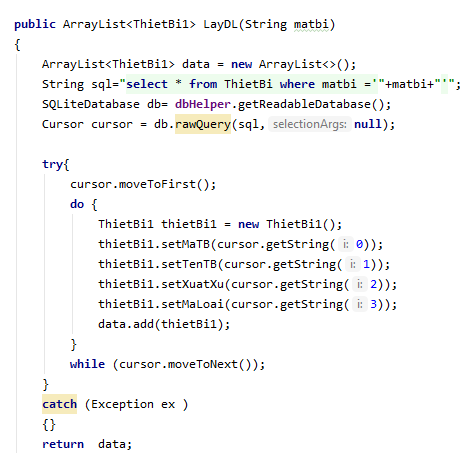 public ArrayList<ThietBi1> LayDL(String matbi)
{
    ArrayList<ThietBi1> data = new ArrayList<>();
    String sql="select * from ThietBi where matbi ='"+matbi+"'";
    SQLiteDatabase db= dbHelper.getReadableDatabase();
    Cursor cursor = db.rawQuery(sql, selectionArgs: null);

    try{
        cursor.moveToFirst();
        do {
            ThietBi1 thietBi1 = new ThietBi1();
            thietBi1.setMaTB(cursor.getString( i: 0));
            thietBi1.setTenTB(cursor.getString( i: 1));
            thietBi1.setXuatXu(cursor.getString( i: 2));
            thietBi1.setMaLoai(cursor.getString( i: 3));
            data.add(thietBi1);
        }
        while (cursor.moveToNext());
    }
    catch (Exception ex )
    {}
    return  data;